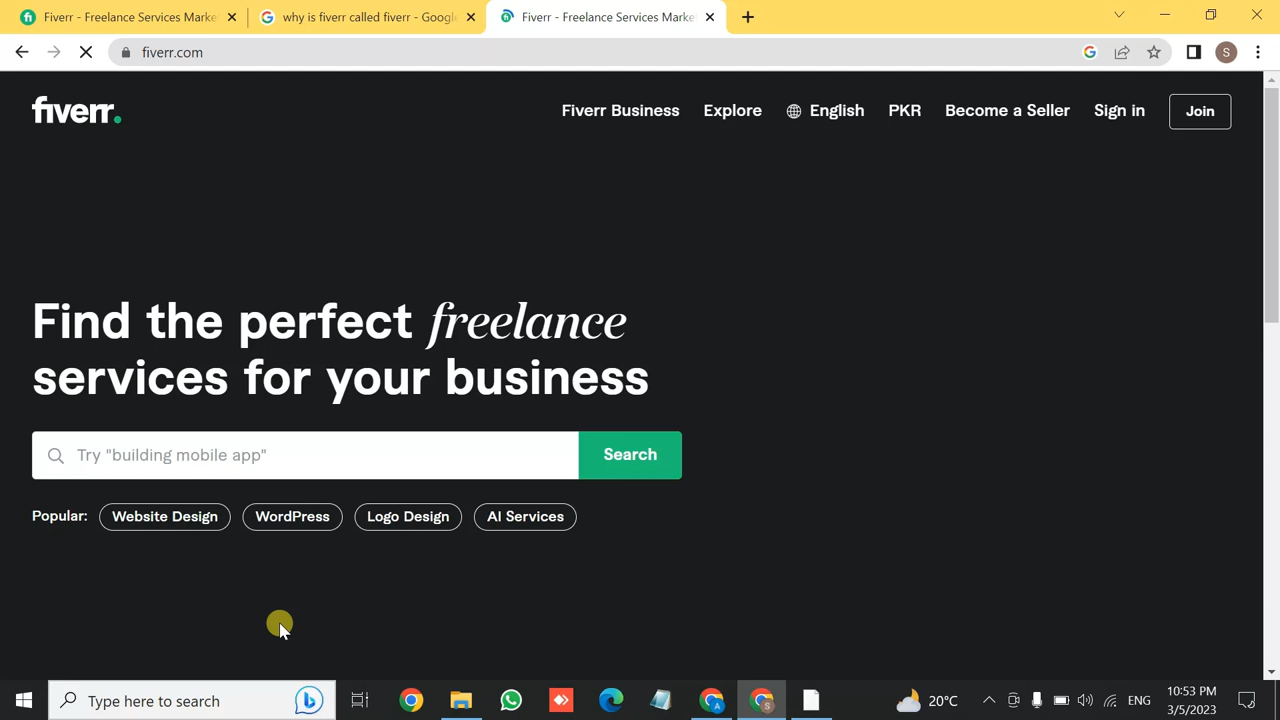 Fiverr - Freelance Services Marke
why is fiverr called fiverr - Google
Fiverr - Freelance Services Marke
fiverr.com
S
fiverr.
Fiverr Business
Explore
English
PKR
Become a Seller
Sign in
Join
Find the perfect freelance
services for your business
Try "building mobile app"
Search
Popular:
Website Design
WordPress
Logo Design
AI Services
Type here to search
20°C
ENG
10:53 PM
3/5/2023